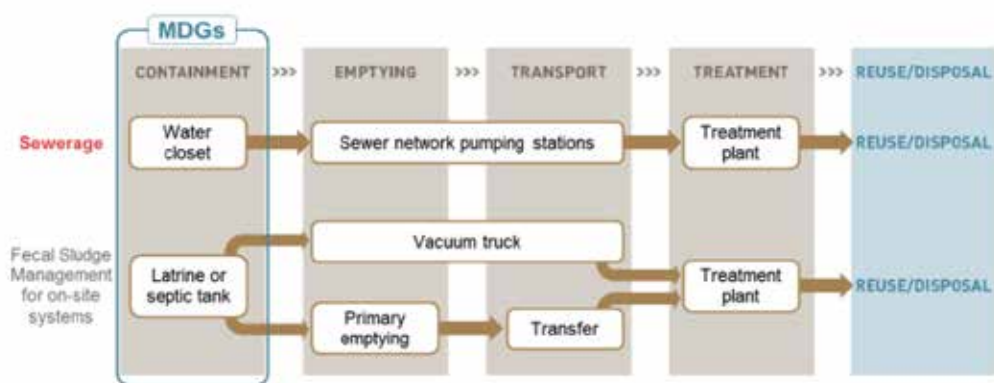 MDGs
CONTAINMENT >>> EMPTYING >>> TRANSPORT >>> TREATMENT >>> REUSE/DISPOSAL
Sewerage
Water
closet
Sewer network pumping stations
Treatment
plant
REUSE/DISPOSAL
Fecal Sludge
Management
for on-site
systems
Latrine or
septic tank
Vacuum truck
Primary
emptying
Transfer
Treatment
plant
REUSE/DISPOSAL